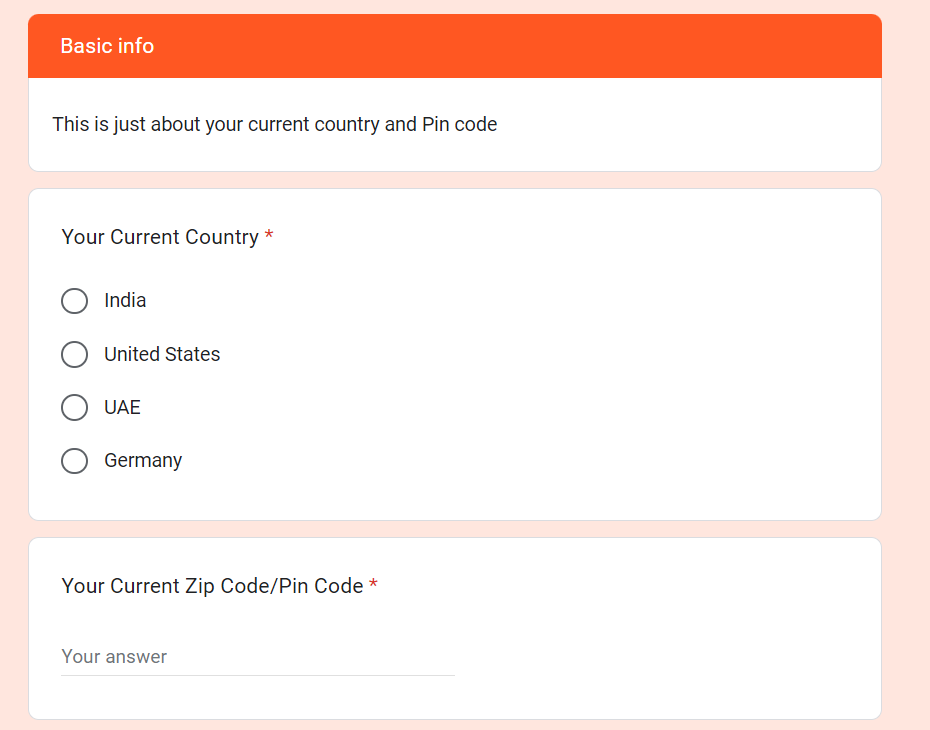 Basic info
This is just about your current country and Pin code
Your Current Country *
India
United States
UAE
Germany
Your Current Zip Code/Pin Code *
Your answer